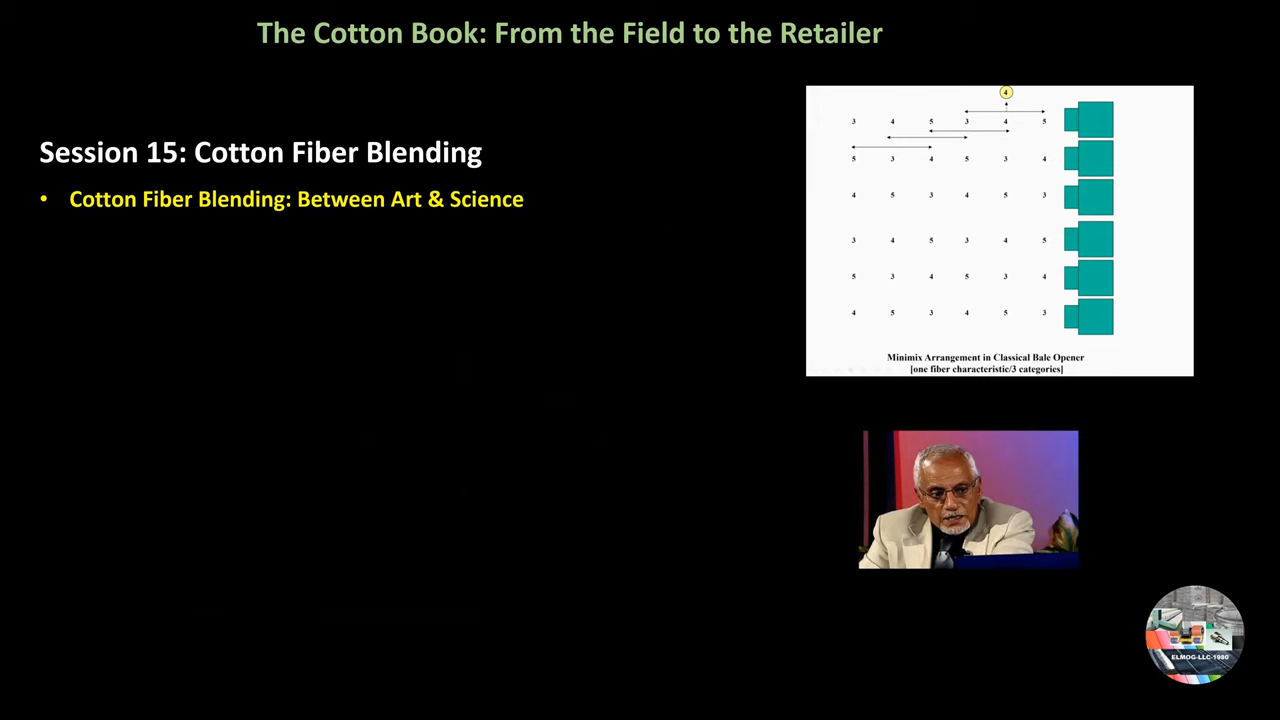 The Cotton Book: From the Field to the Retailer
Session 15: Cotton Fiber Blending
• Cotton Fiber Blending: Between Art & Science
4
3 4 5 3 4 5
5 3 4 5 3 4
4 5 3 4 5 3
3 4 5 3 4 5
5 3 4 5 3 4
4 5 3 4 5 3
Minimix Arrangement in Classical Bale Opener
[one fiber characteristic/3 categories]
ELMOG-LLC-1980